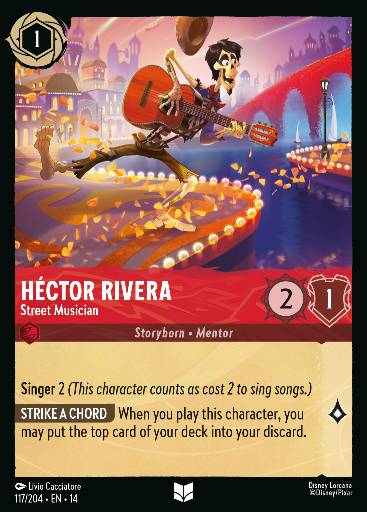 1
HÉCTOR RIVERA
Street Musician
2
1
Storyborn • Mentor
Singer 2 (This character counts as cost 2 to sing songs.)
STRIKE A CHORD When you play this character, you
may put the top card of your deck into your discard.
Livio Cacciatore
117/204 • EN • 14
Disney Lorcana
©Disney/Pixar